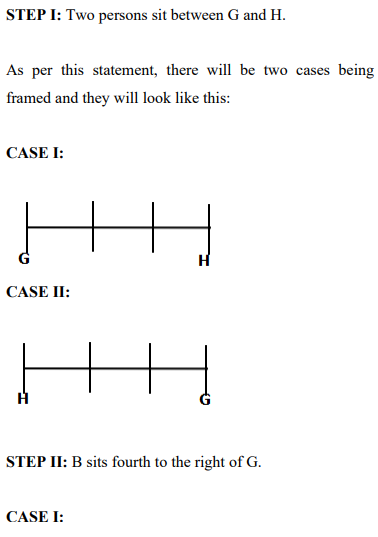 STEP I: Two persons sit between G and H.
As per this statement, there will be two cases being
framed and they will look like this:
CASE I:
G H
CASE II:
H G
STEP II: B sits fourth to the right of G.
CASE I: